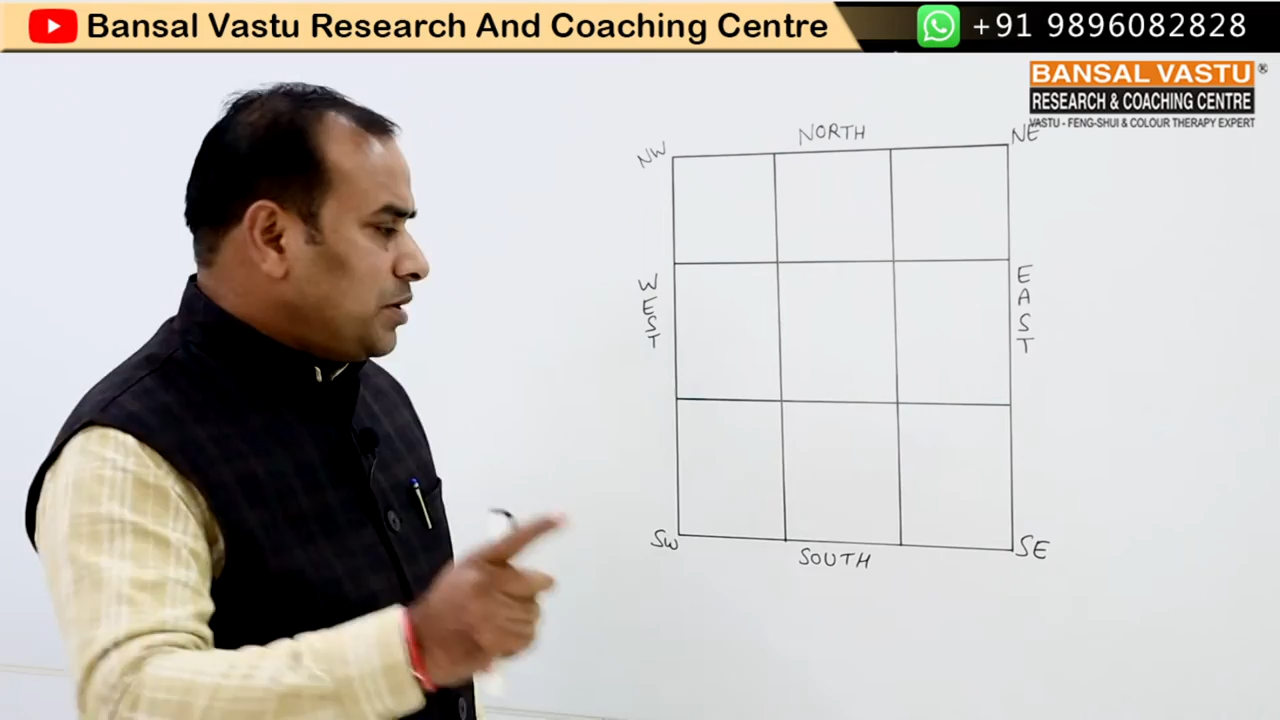 Bansal Vastu Research And Coaching Centre
+91 9896082828
BANSAL VASTU ®
RESEARCH & COACHING CENTRE
VASTU - FENG-SHUI & COLOUR THERAPY EXPERT
NW
NORTH
NE
WEST
EAST
SW
SOUTH
SE